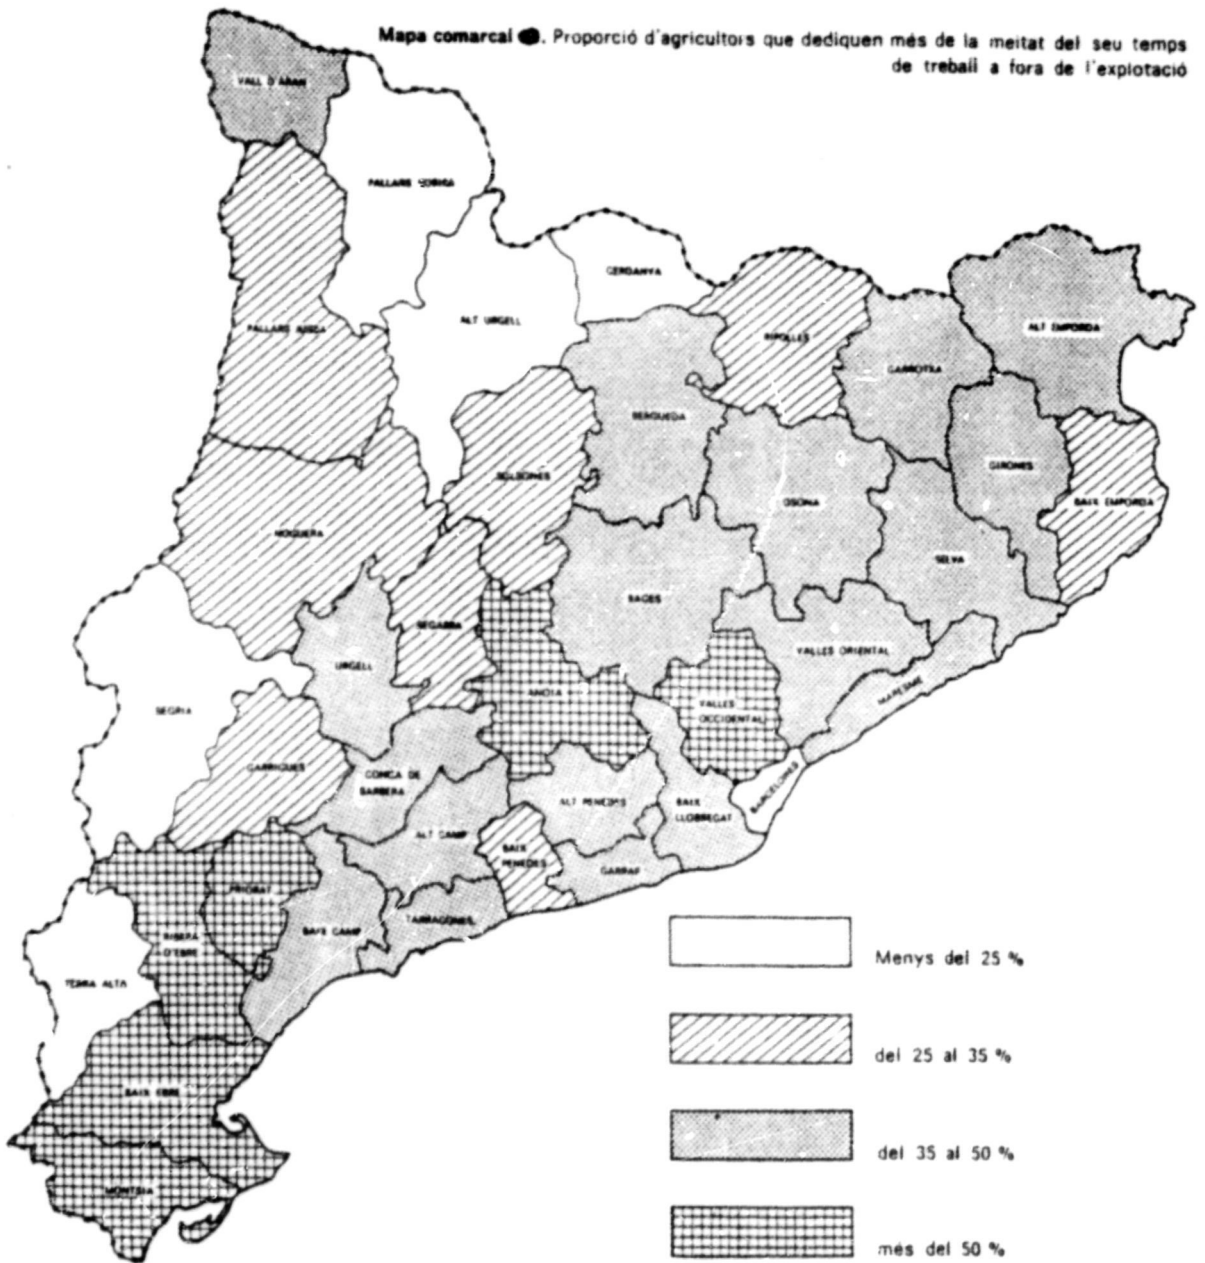 Mapa comarcal ●. Proporció d'agricultors que dediquen més de la meitat del seu temps
de treball a fora de l'explotació
VALL D'ARAN
PALLARS SOBIRA
CERDANYA
ALT URGELL
PALLARS JUSSA
RIPOLLES
ALT EMPORDA
GARROTXA
BERGUEDA
SOLSONES
GIRONES
OSONA
BAIX EMPORDA
NOGUERA
SELVA
BAGES
SEGARRA
VALLES ORIENTAL
URGELL
ANOIA
MARESME
VALLES
OCCIDENTAL
SEGRIA
GARRIGUES
CONCA DE
BARBERA
BARCELONES
ALT PENEDES
BAIX
LLOBREGAT
ALT CAMP
BAIX
PENEDES
GARRAF
PRIORAT
TARRAGONES
BAIX CAMP
RIBERA
D'EBRE
TERRA ALTA
BAIX EBRE
MONTSIA
Menys del 25 %
del 25 al 35 %
del 35 al 50 %
més del 50 %